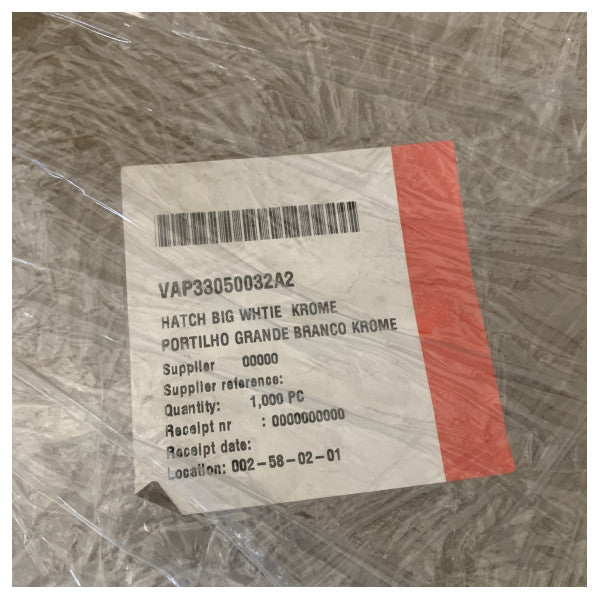 VAP33050032A2
HATCH BIG WHTIE KROME
PORTILHO GRANDE BRANCO KROME
Supplier 00000
Supplier reference:
Quantity: 1,000 PC
Receipt nr : 0000000000
Receipt date:
Location: 002-58-02-01